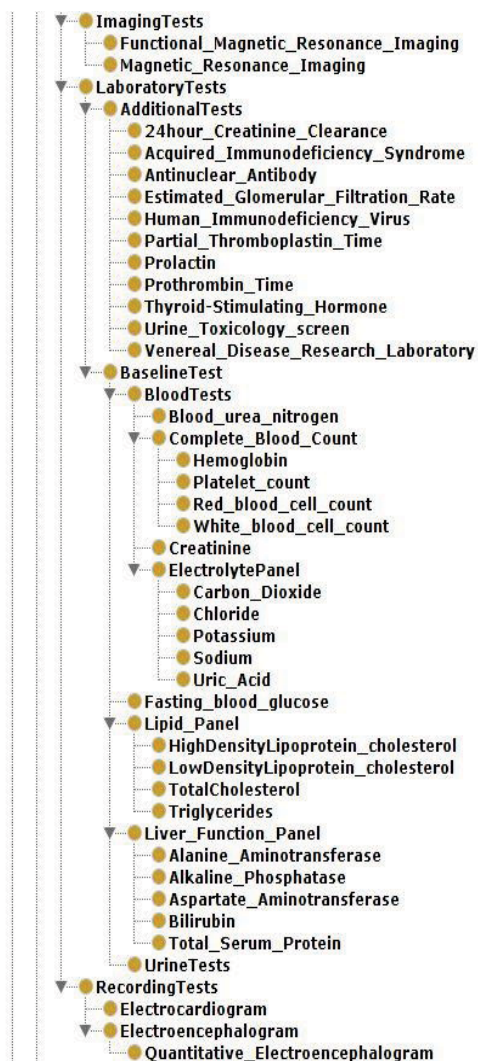 ImagingTests
Functional_Magnetic_Resonance_Imaging
Magnetic_Resonance_Imaging
LaboratoryTests
AdditionalTests
24hour_Creatinine_Clearance
Acquired_Immunodeficiency_Syndrome
Antinuclear_Antibody
Estimated_Glomerular_Filtration_Rate
Human_Immunodeficiency_Virus
Partial_Thromboplastin_Time
Prolactin
Prothrombin_Time
Thyroid-Stimulating_Hormone
Urine_Toxicology_screen
Venereal_Disease_Research_Laboratory
BaselineTest
BloodTests
Blood_urea_nitrogen
Complete_Blood_Count
Hemoglobin
Platelet_count
Red_blood_cell_count
White_blood_cell_count
Creatinine
ElectrolytePanel
Carbon_Dioxide
Chloride
Potassium
Sodium
Uric_Acid
Fasting_blood_glucose
Lipid_Panel
HighDensityLipoprotein_cholesterol
LowDensityLipoprotein_cholesterol
TotalCholesterol
Triglycerides
Liver_Function_Panel
Alanine_Aminotransferase
Alkaline_Phosphatase
Aspartate_Aminotransferase
Bilirubin
Total_Serum_Protein
UrineTests
RecordingTests
Electrocardiogram
Electroencephalogram
Quantitative_Electroencephalogram